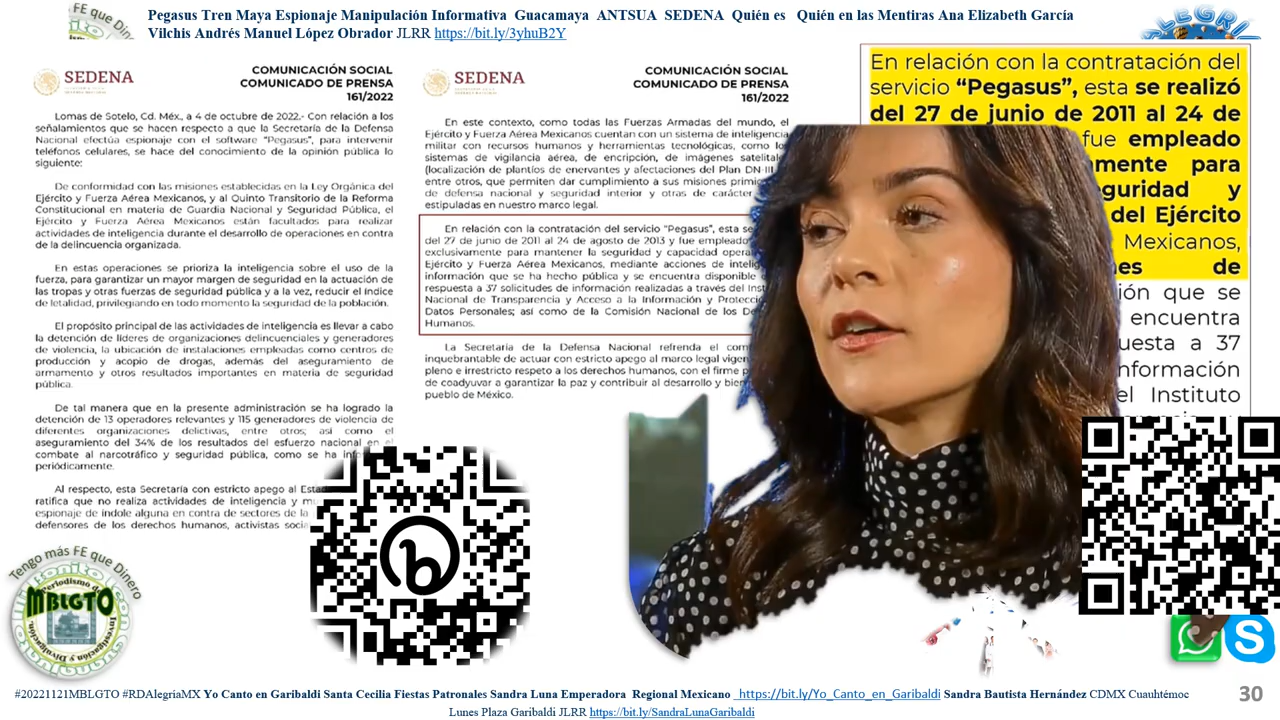 Pegasus Tren Maya Espionaje Manipulación Informativa Guacamaya ANTSUA SEDENA Quién es Quién en las Mentiras Ana Elizabeth García
Vilchis Andrés Manuel López Obrador JLRR https://bit.ly/3yhuB2Y
FE que
ALEGRI
SEDENA
COMUNICACIÓN SOCIAL
COMUNICADO DE PRENSA
161/2022
Lomas de Sotelo, Cd. Méx., a 4 de octubre de 2022.- Con relación a los
señalamientos que se hacen respecto a que la Secretaría de la Defensa
Nacional efectúa espionaje con el software "Pegasus", para intervenir
teléfonos celulares, se hace del conocimiento de la opinión pública lo
siguiente:
De conformidad con las misiones establecidas en la Ley Orgánica del
Ejército y Fuerza Aérea Mexicanos, y al Quinto Transitorio de la Reforma
Constitucional en materia de Guardia Nacional y Seguridad Pública, el
Ejército y Fuerza Aérea Mexicanos están facultados para realizar
actividades de inteligencia durante el desarrollo de operaciones en contra
de la delincuencia organizada.
En estas operaciones se prioriza la inteligencia sobre el uso de la
fuerza, para garantizar un mayor margen de seguridad en la actuación de
las tropas y otras fuerzas de seguridad pública y a la vez, reducir el índice
de letalidad, privilegiando en todo momento la seguridad de la población.
El propósito principal de las actividades de inteligencia es llevar a cabo
la detención de líderes de organizaciones delincuenciales y generadores
de violencia, la ubicación de instalaciones empleadas como centros de
producción y acopio de drogas, además del aseguramiento de
armamento y otros resultados importantes en materia de seguridad
pública.
De tal manera que en la presente administración se ha logrado la
detención de 13 operadores relevantes y 115 generadores de violencia de
diferentes organizaciones delictivas, entre otros; así como el
aseguramiento del 34% de los resultados del esfuerzo nacional en el
combate al narcotráfico y seguridad pública, como se ha
periódicamente.
Al respecto, esta Secretaría con estricto apego al
ratifica que no realiza actividades de inteligencia y
espionaje de índole alguna en contra de sectores de la
defensores de los derechos humanos, activistas
SEDENA
COMUNICACIÓN SOCIAL
COMUNICADO DE PRENSA
161/2022
En este contexto, como todas las Fuerzas Armadas del mundo, el
Ejército y Fuerza Aérea Mexicanos cuentan con un sistema de inteligencia
militar con recursos humanos y herramientas tecnológicas, como
sistemas de vigilancia aérea, de encripción, de imágenes
(localización de plantíos de enervantes y afectaciones del Plan DN-III
entre otros, que permiten dar cumplimiento a sus misiones
de defensa nacional y seguridad interior y otras de carácter
estipuladas en nuestro marco legal.
En relación con la contratación del servicio "Pegasus", esta se
del 27 de junio de 2011 al 24 de agosto de 2013 y fue
exclusivamente para mantener la seguridad y capacidad
Ejército y Fuerza Aérea Mexicanos, mediante acciones de
información que se ha hecho pública y se encuentra disponible
respuesta a 37 solicitudes de información realizadas a través del
Nacional de Transparencia y Acceso a la Información y
Datos Personales; así como de la Comisión Nacional de los
Humanos.
La Secretaría de la Defensa Nacional refrenda el
inquebrantable de actuar con estricto apego al marco legal
pleno e irrestricto respeto a los derechos humanos, con el firme
de coadyuvar a garantizar la paz y contribuir al desarrollo y
pueblo de México.
En relación con la contratación del
servicio "Pegasus", esta se realizó
del 27 de junio de 2011 al 24 de
fue empleado
para
y
del Ejército
Mexicanos,
de
que se
encuentra
a 37
el Instituto
Tengo más FE que Dinero
Periodismo de
MBLGTO
Investigación y Divulgación
#20221121MBLGTO #RDAlegriaMX Yo Canto en Garibaldi Santa Cecilia Fiestas Patronales Sandra Luna Emperadora Regional Mexicano https://bit.ly/Yo_Canto_en_Garibaldi Sandra Bautista Hernández CDMX Cuauhtémoc
Lunes Plaza Garibaldi JLRR https://bit.ly/SandraLunaGaribaldi
30